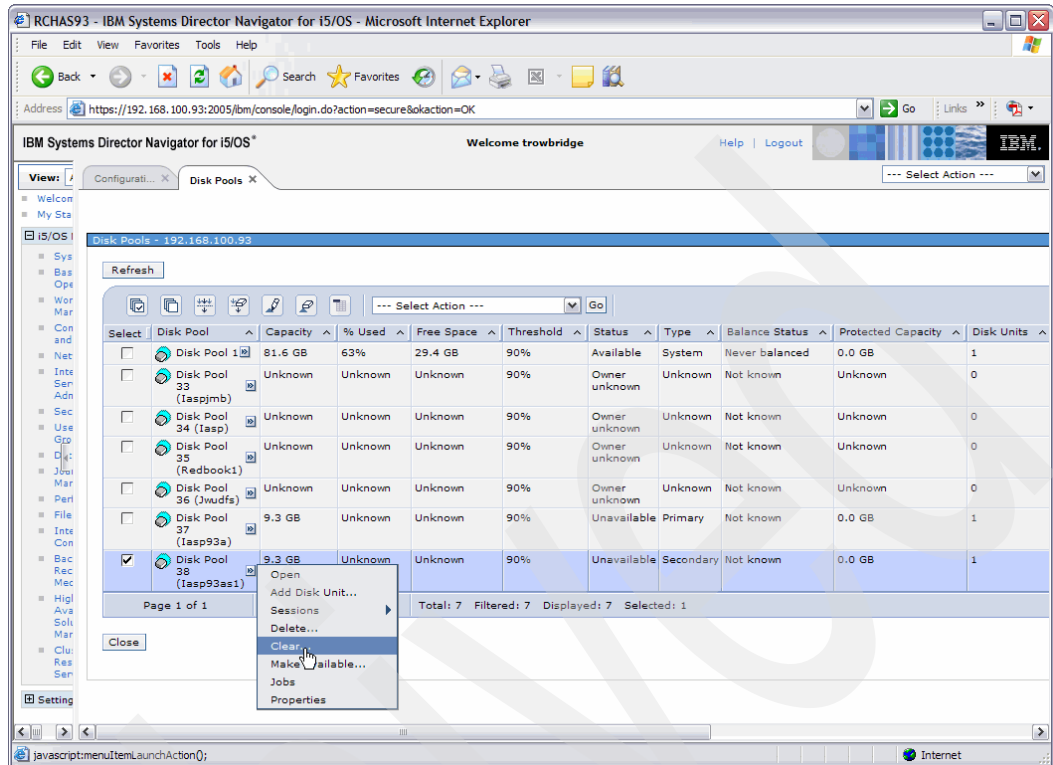 RCHAS93 - IBM Systems Director Navigator for i5/OS - Microsoft Internet Explorer
File Edit View Favorites Tools Help
Back Search Favorites
Address https://192.168.100.93:2005/ibm/console/login.do?action=secure&okaction=OK Go Links »
IBM Systems Director Navigator for i5/OS® Welcome trowbridge Help | Logout IBM.
View: Configurati... X Disk Pools X --- Select Action ---
Welcom
My Sta
i5/OS
Disk Pools - 192.168.100.93
Sys
Refresh
Bas
Ope
Wor
Mar
--- Select Action --- Go
Con
and
Select Disk Pool Capacity % Used Free Space Threshold Status Type Balance Status Protected Capacity Disk Units
Net
Disk Pool 1 81.6 GB 63% 29.4 GB 90% Available System Never balanced 0.0 GB 1
Inte
Ser
Adn
Disk Pool 33 (Iaspjmb) Unknown Unknown Unknown 90% Owner unknown Unknown Not known Unknown 0
Sec
Use
Gro
Disk Pool 34 (Iasp) Unknown Unknown Unknown 90% Owner unknown Unknown Not known Unknown 0
Jour
Mar
Disk Pool 35 (Redbook1) Unknown Unknown Unknown 90% Owner unknown Unknown Not known Unknown 0
Perf
Disk Pool 36 (Jwudfs) Unknown Unknown Unknown 90% Owner unknown Unknown Not known Unknown 0
File
Inte
Con
Disk Pool 37 (Iasp93a) 9.3 GB Unknown Unknown 90% Unavailable Primary Not known 0.0 GB 1
Bac
Rec
Mec
Disk Pool 38 (Iasp93as1) 9.3 GB Unknown Unknown 90% Unavailable Secondary Not known 0.0 GB 1
High
Ava
Solu
Mar
Page 1 of 1 Total: 7 Filtered: 7 Displayed: 7 Selected: 1
Clu
Res
Ser
Close
Setting
Open
Add Disk Unit...
Sessions
Delete...
Clear...
Make Available...
Jobs
Properties
javascript:menuItemLaunchAction(); Internet